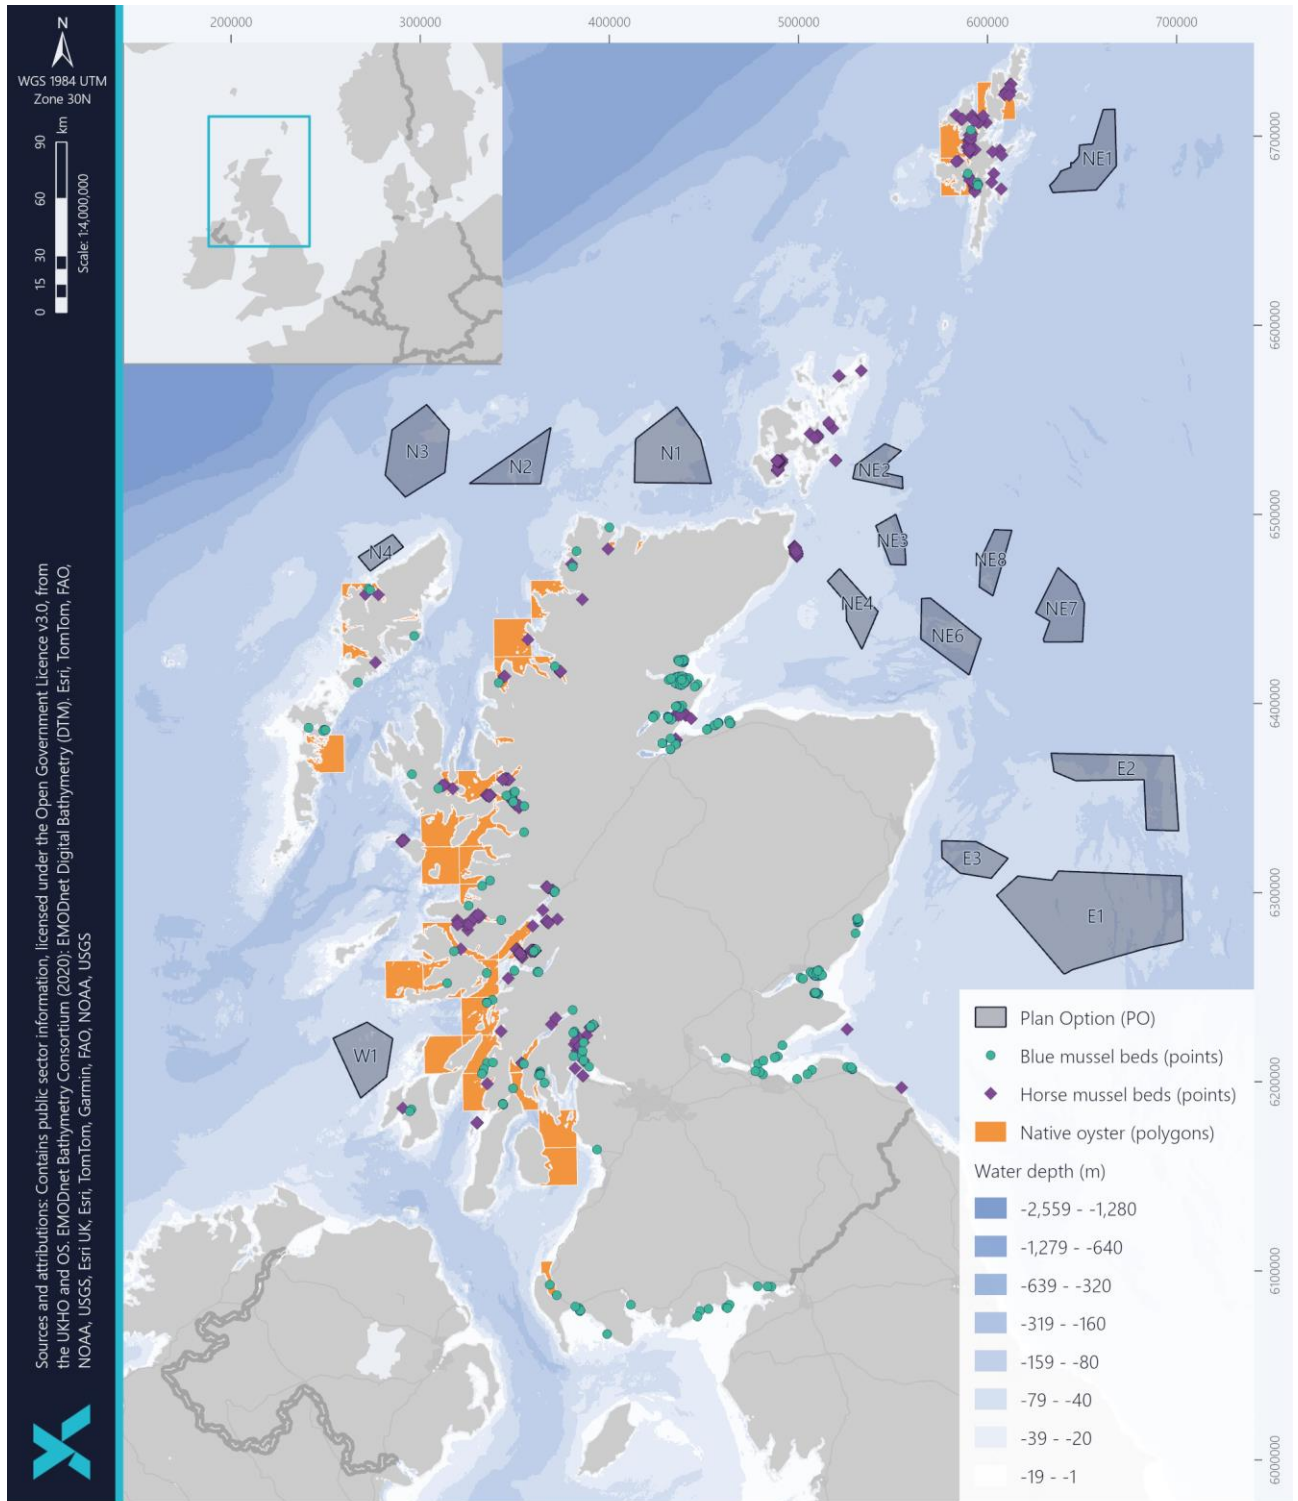 200000
300000
400000
500000
600000
700000
N
WGS 1984 UTM
Zone 30N
km
0 15 30 60 90
Scale: 1:4,000,000
Sources and attributions: Contains public sector information, licensed under the Open Government Licence v3.0, from
the UKHO and OS. EMODnet Bathymetry Consortium (2020): EMODnet Digital Bathymetry (DTM). Esri, TomTom, FAO,
NOAA, USGS, Esri UK, Esri, TomTom, Garmin, FAO, NOAA, USGS
6700000
6600000
6500000
6400000
6300000
6200000
6100000
6000000
NE1
N3
N2
N1
NE2
N4
NE3
NE8
NE4
NE7
NE6
E2
E3
E1
W1
Plan Option (PO)
Blue mussel beds (points)
Horse mussel beds (points)
Native oyster (polygons)
Water depth (m)
-2,559 - -1,280
-1,279 - -640
-639 - -320
-319 - -160
-159 - -80
-79 - -40
-39 - -20
-19 - -1